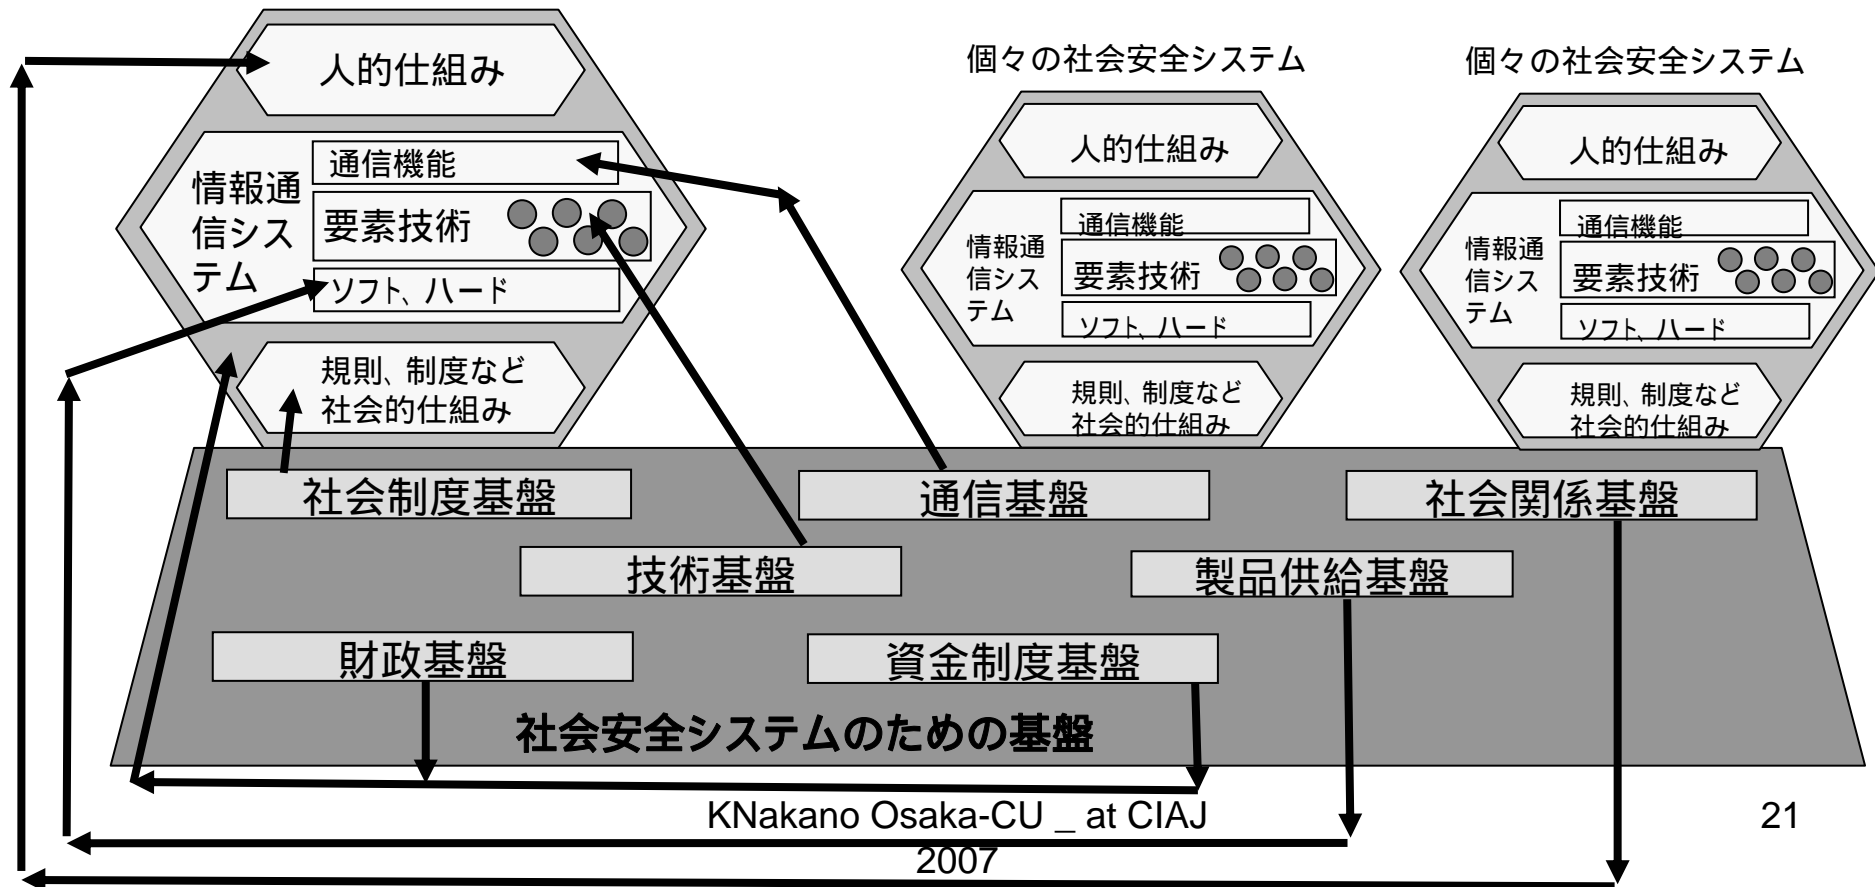 人的仕組み
情報通
信シス
テム
通信機能
要素技術
ソフト、ハード
規則、制度など
社会的仕組み
個々の社会安全システム
人的仕組み
情報通
信シス
テム
通信機能
要素技術
ソフト、ハード
規則、制度など
社会的仕組み
個々の社会安全システム
人的仕組み
情報通
信シス
テム
通信機能
要素技術
ソフト、ハード
規則、制度など
社会的仕組み
社会制度基盤
通信基盤
社会関係基盤
技術基盤
製品供給基盤
財政基盤
資金制度基盤
社会安全システムのための基盤
KNakano Osaka-CU _ at CIAJ
2007
21